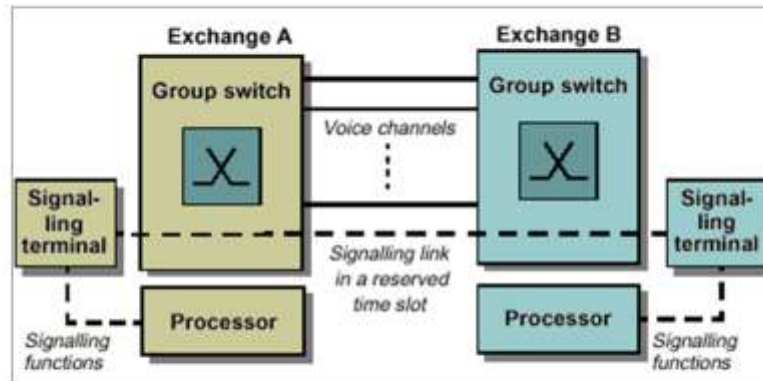 Exchange A
Exchange B
Group switch
Group switch
Voice channels
Signal-
ling
terminal
Signal-
ling
terminal
Signalling link
in a reserved
time slot
Processor
Processor
Signalling
functions
Signalling
functions